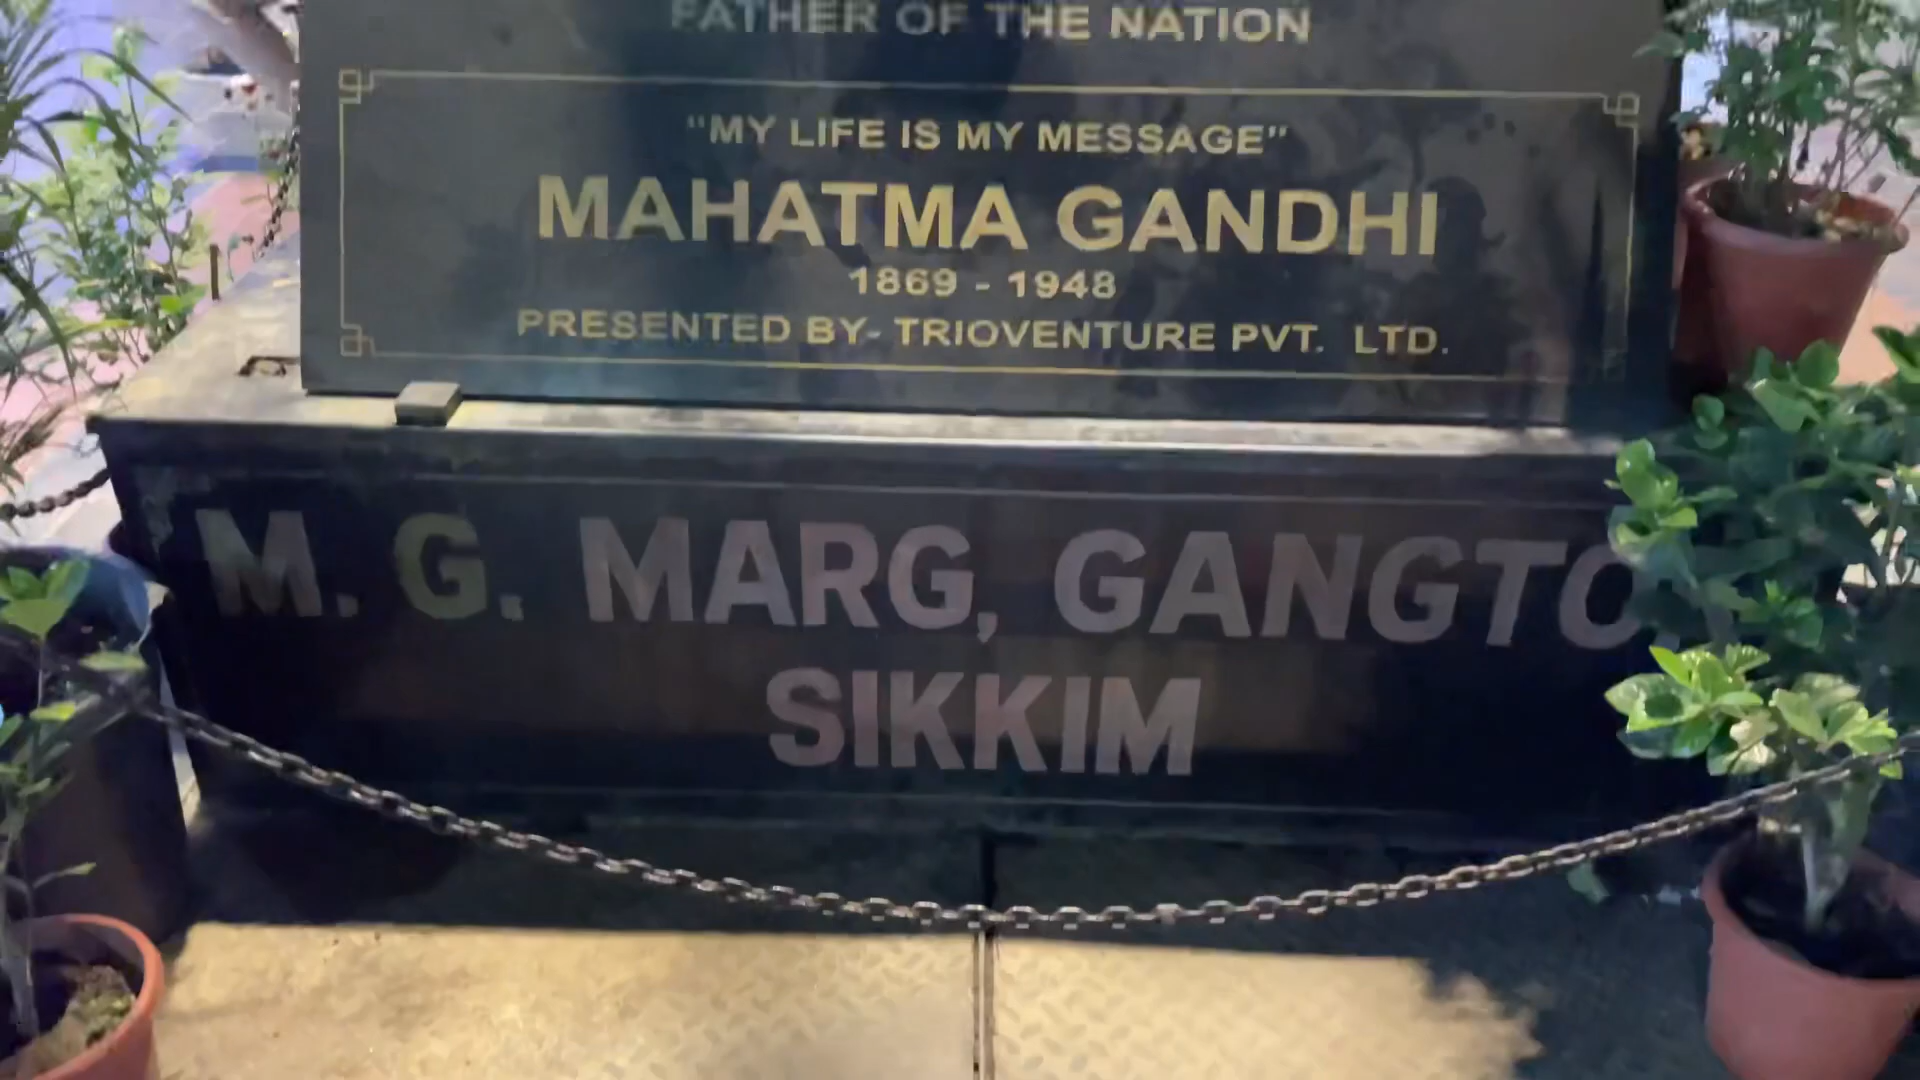 FATHER OF THE NATION
"MY LIFE IS MY MESSAGE"
MAHATMA GANDHI
1869 - 1948
PRESENTED BY- TRIOVENTURE PVT. LTD.
M. G. MARG, GANGTO
SIKKIM